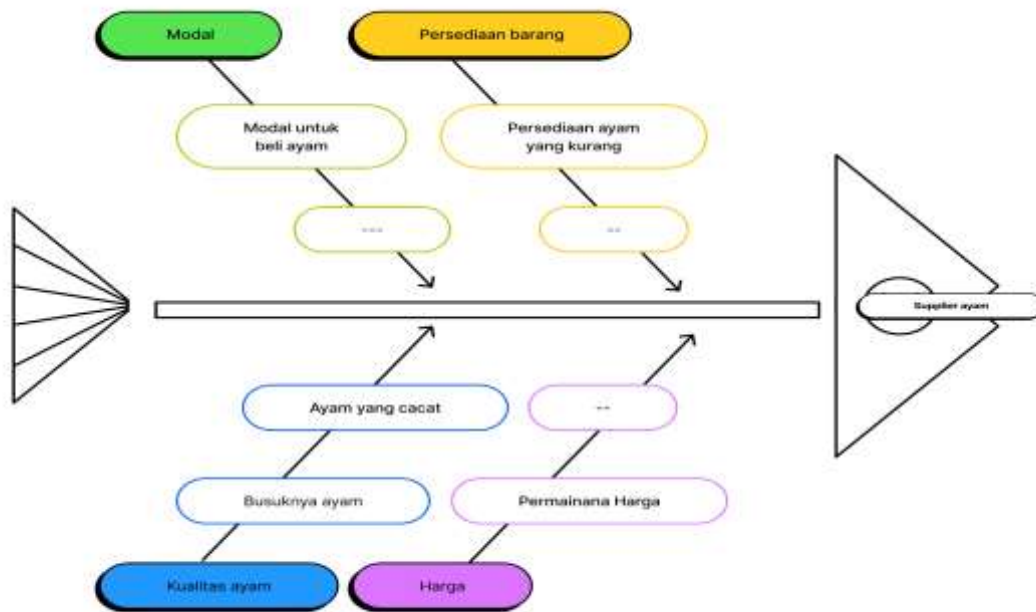 Modal
Persediaan barang
Modal untuk
beli ayam
Persediaan ayam
yang kurang
---
--
Supplier ayam
Ayam yang cacat
--
Busuknya ayam
Permainana Harga
Kualitas ayam
Harga